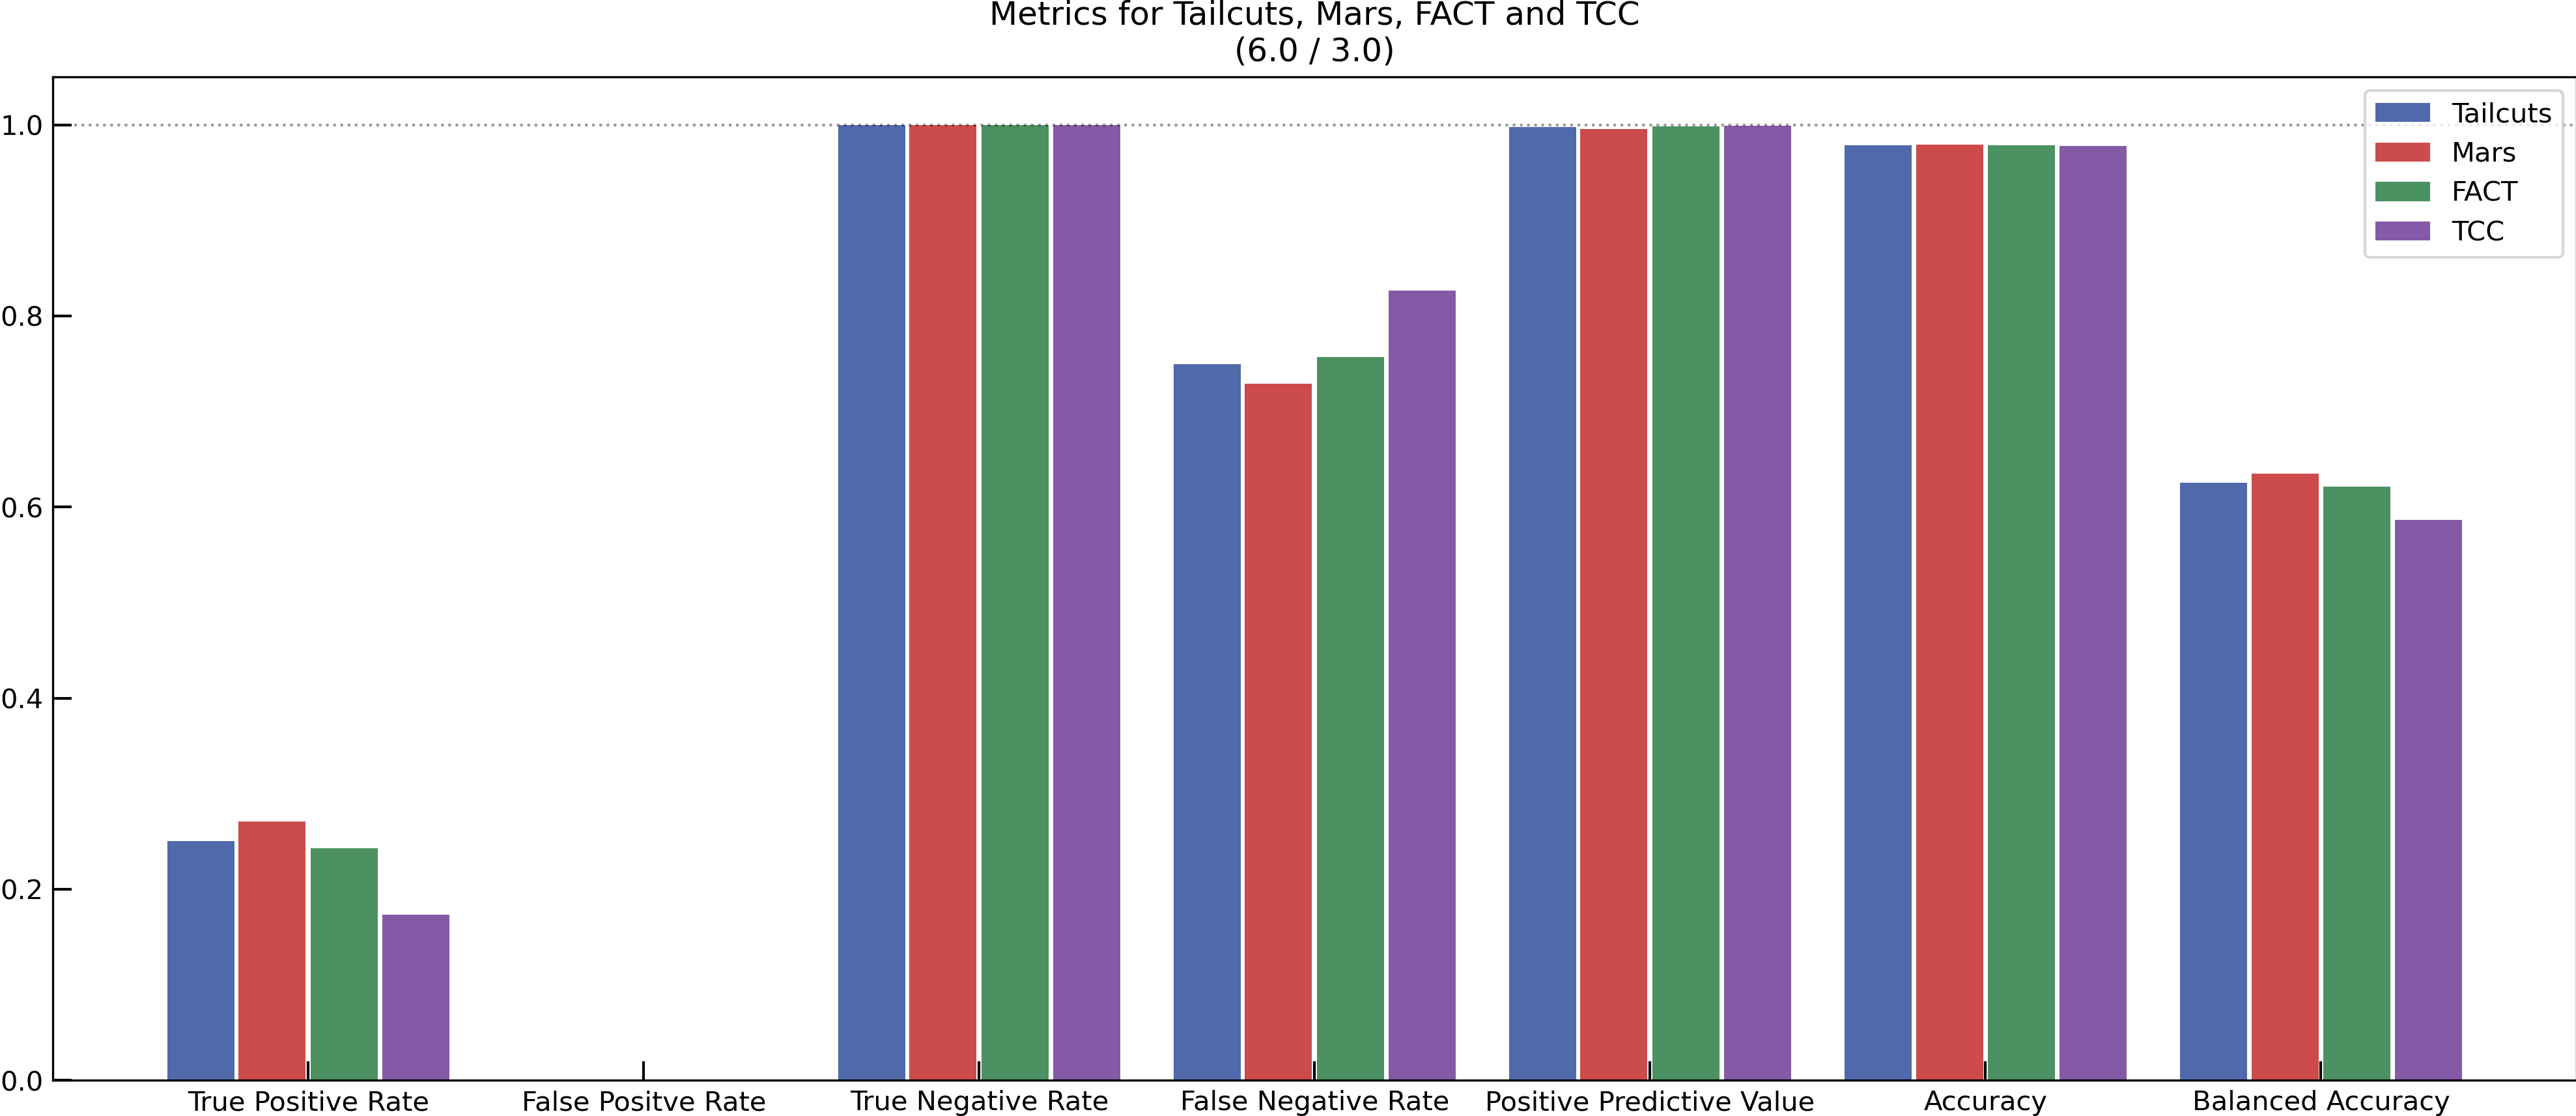 Metrics for Tailcuts, Mars, FACT and TCC
(6.0 / 3.0)
1.0
0.8
0.6
0.4
0.2
0.0
Tailcuts
Mars
FACT
TCC
True Positive Rate
False Positve Rate
True Negative Rate
False Negative Rate
Positive Predictive Value
Accuracy
Balanced Accuracy